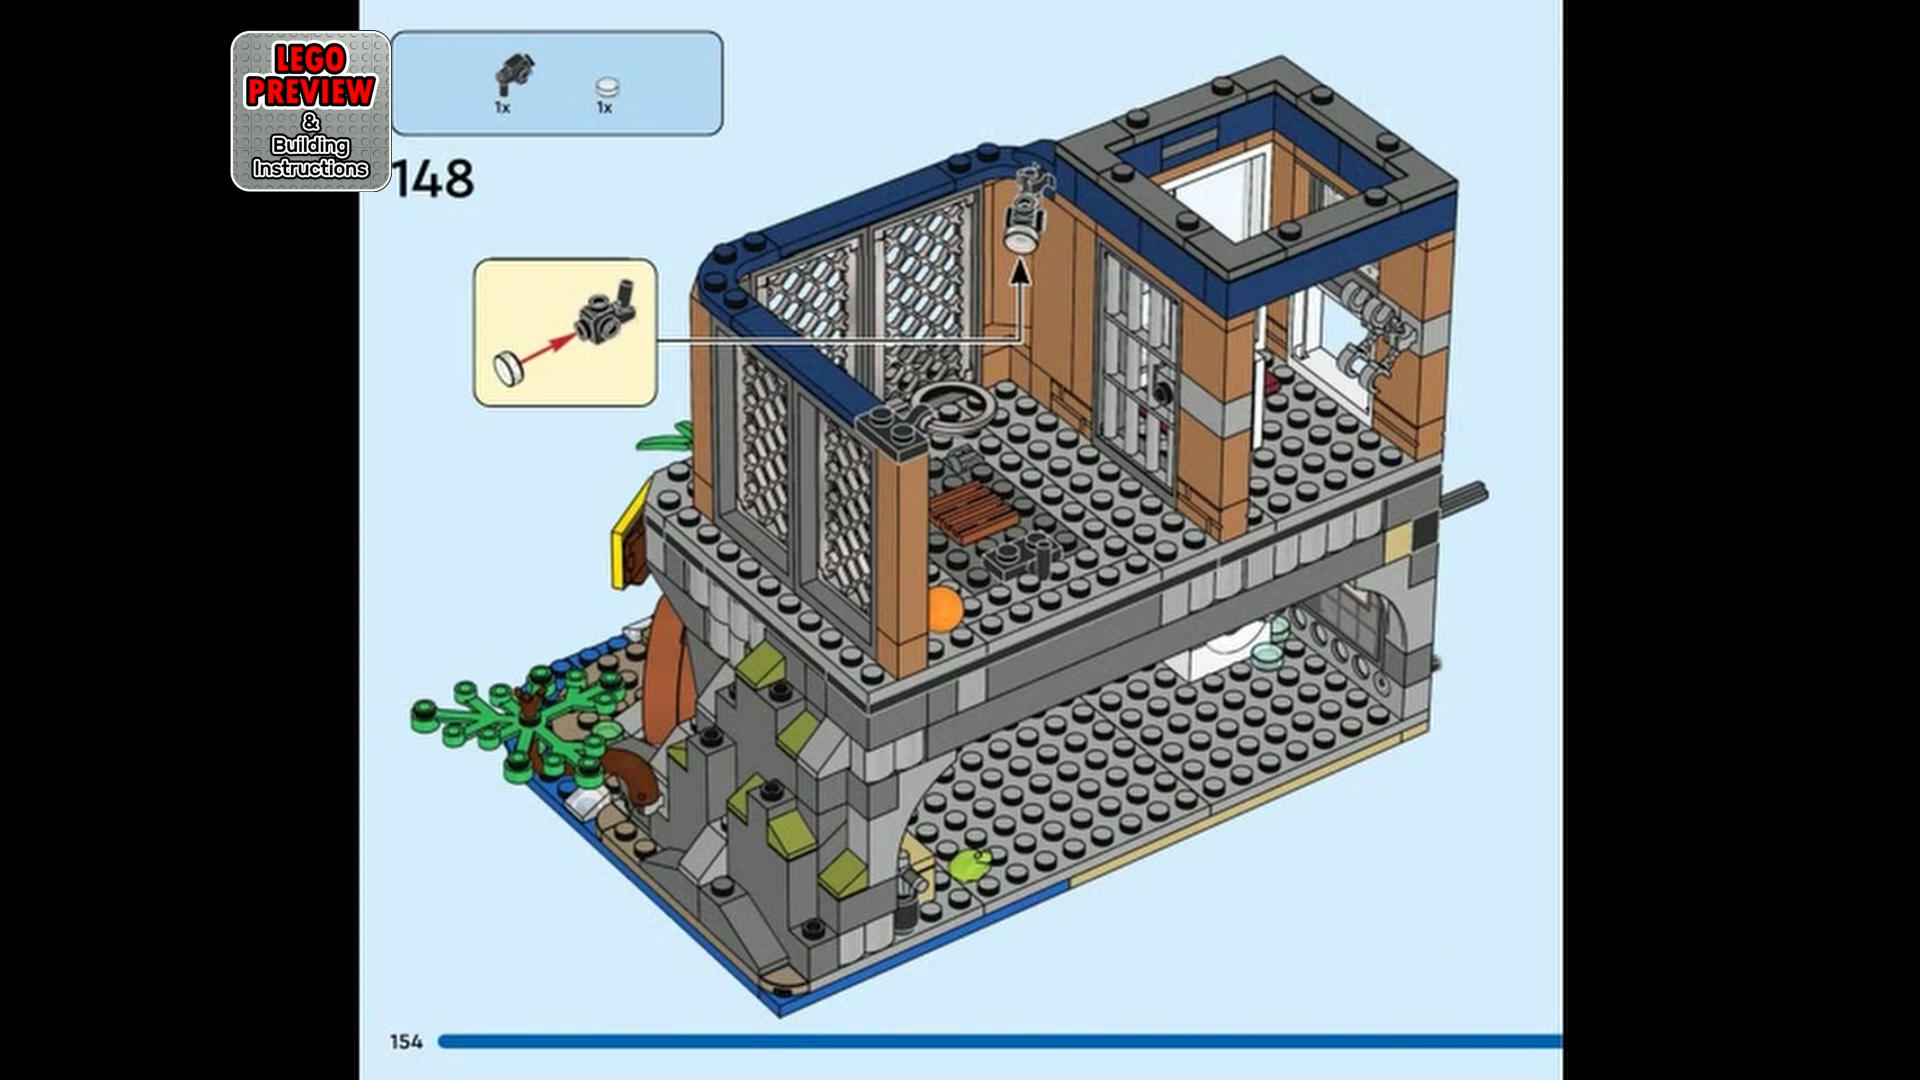 LEGO
PREVIEW
&
Building
Instructions
1x
1x
148
154